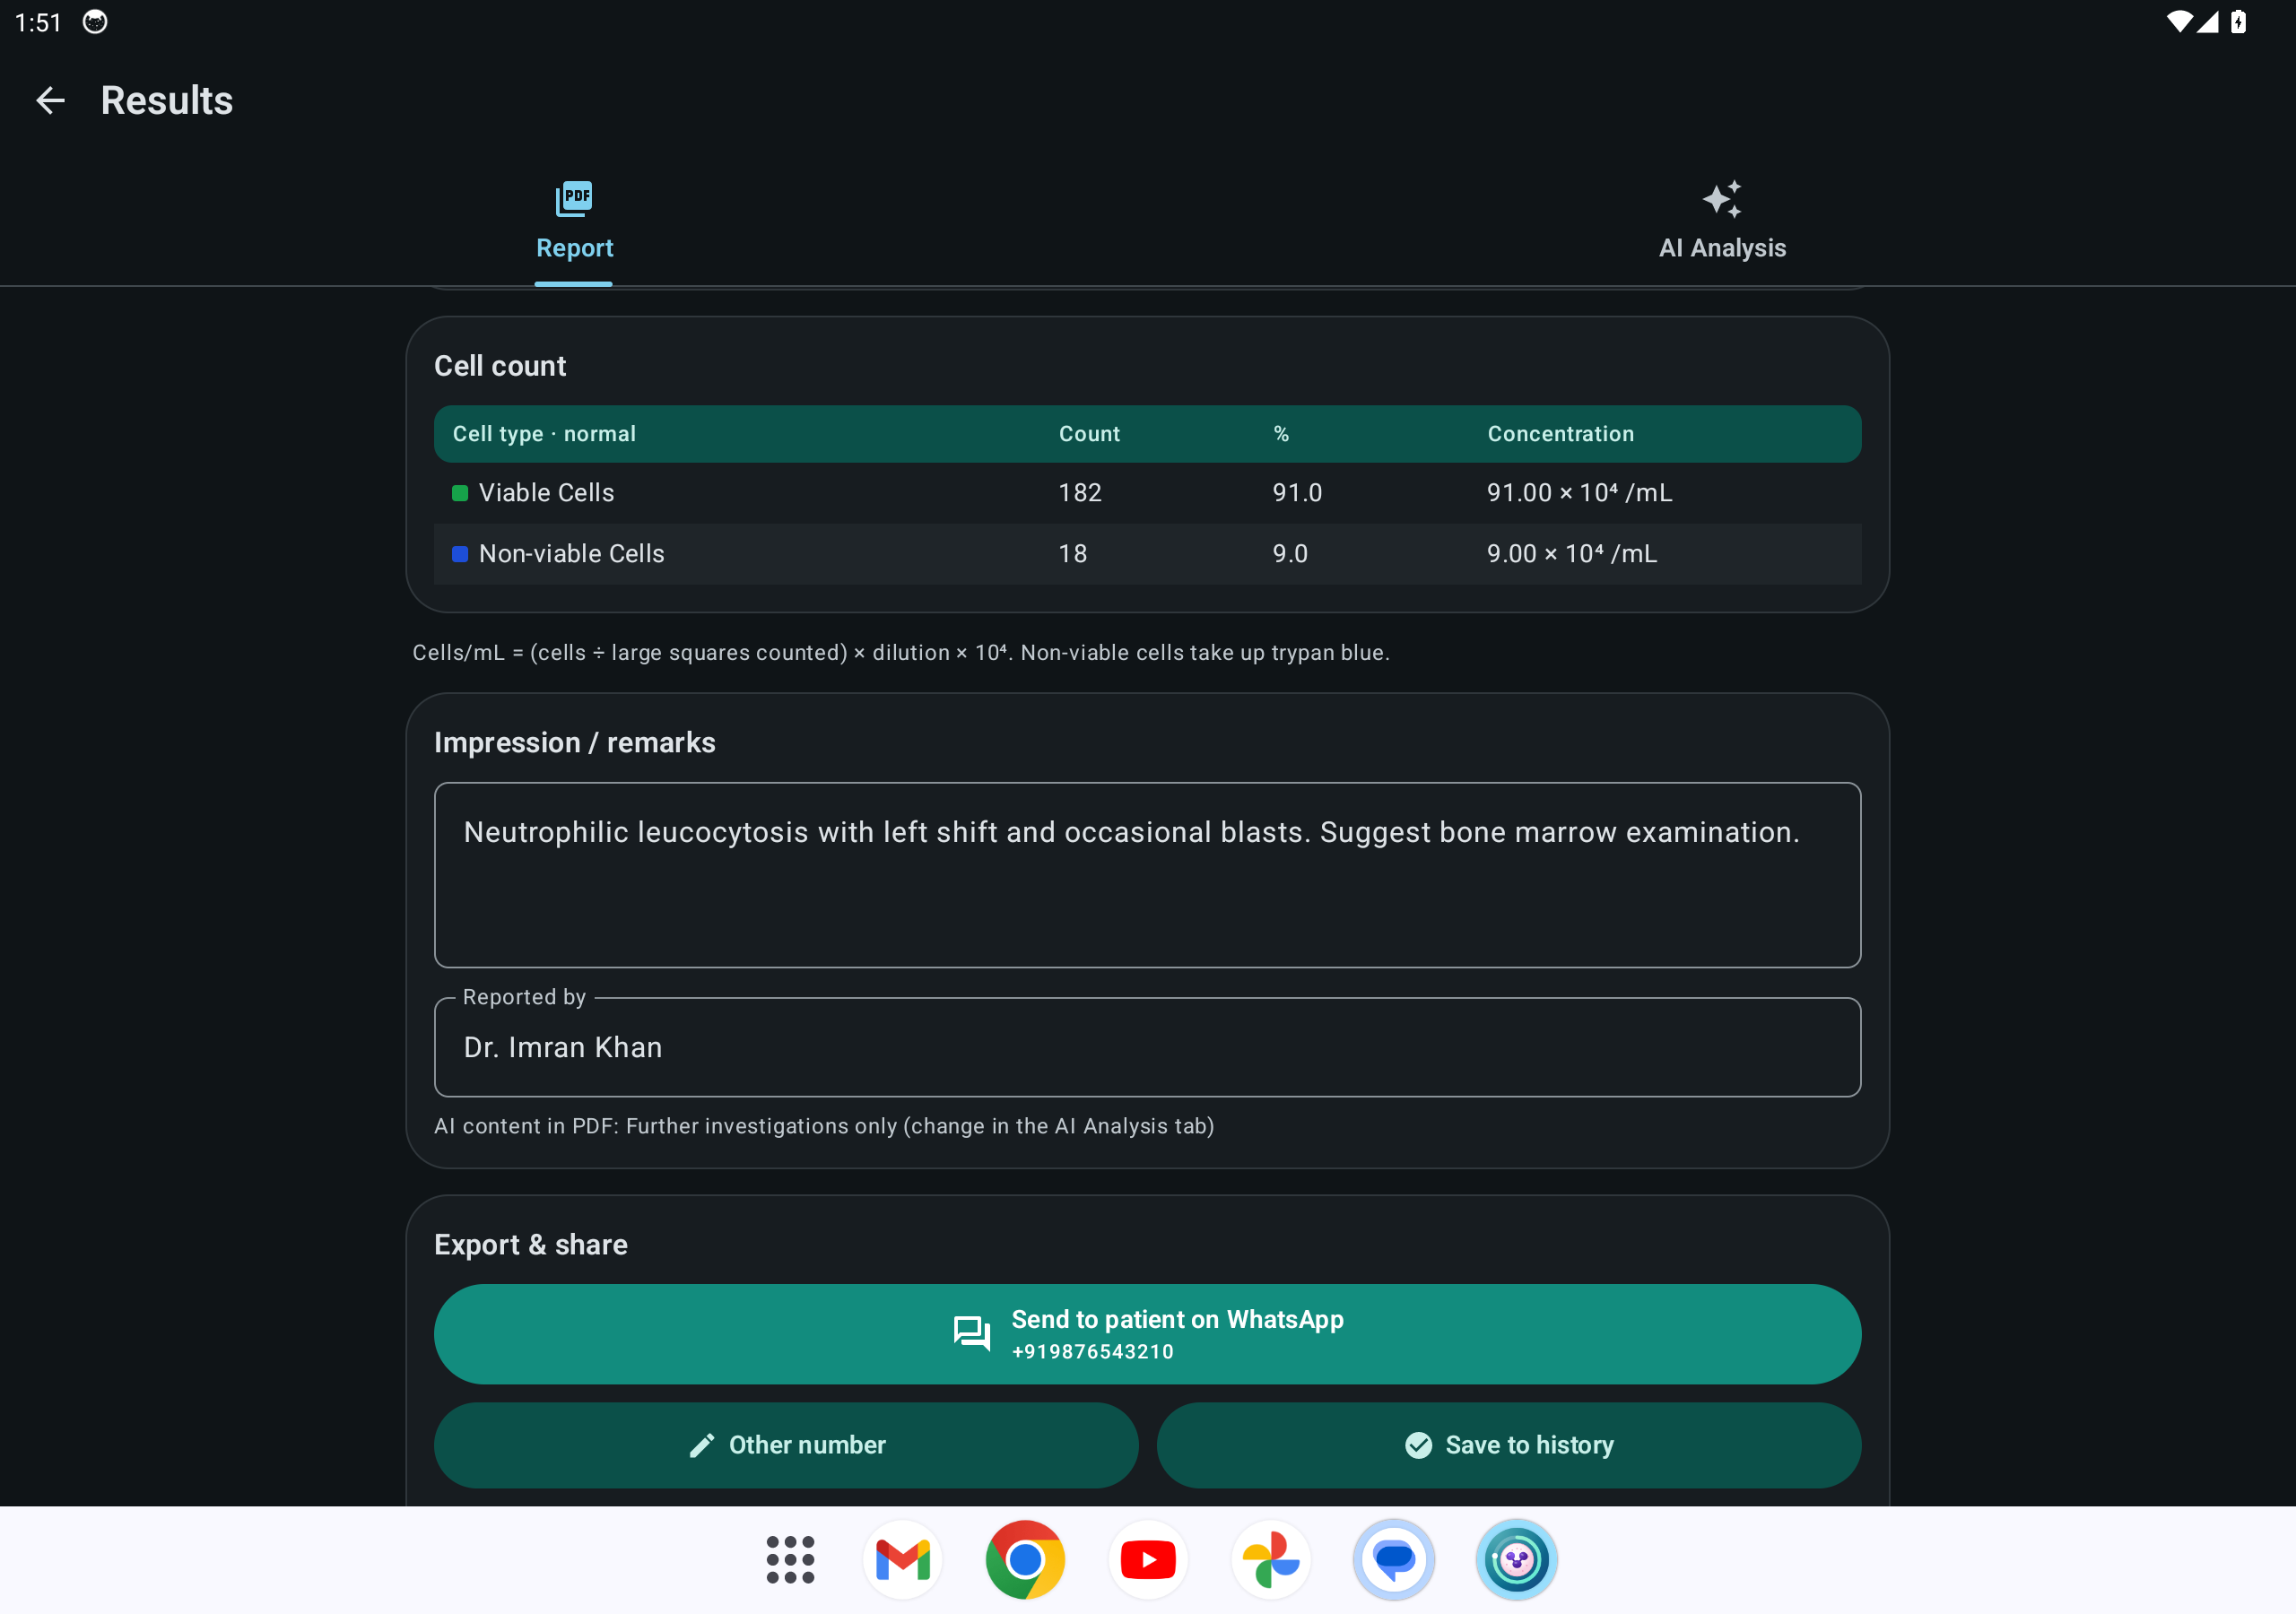 1:51
Results
PDF
Report
AI Analysis
Cell count
Cell type · normal Count % Concentration
Viable Cells 182 91.0 91.00 × 10⁴ /mL
Non-viable Cells 18 9.0 9.00 × 10⁴ /mL
Cells/mL = (cells ÷ large squares counted) × dilution × 10⁴. Non-viable cells take up trypan blue.
Impression / remarks
Neutrophilic leucocytosis with left shift and occasional blasts. Suggest bone marrow examination.
Reported by
Dr. Imran Khan
AI content in PDF: Further investigations only (change in the AI Analysis tab)
Export & share
Send to patient on WhatsApp
+919876543210
Other number
Save to history